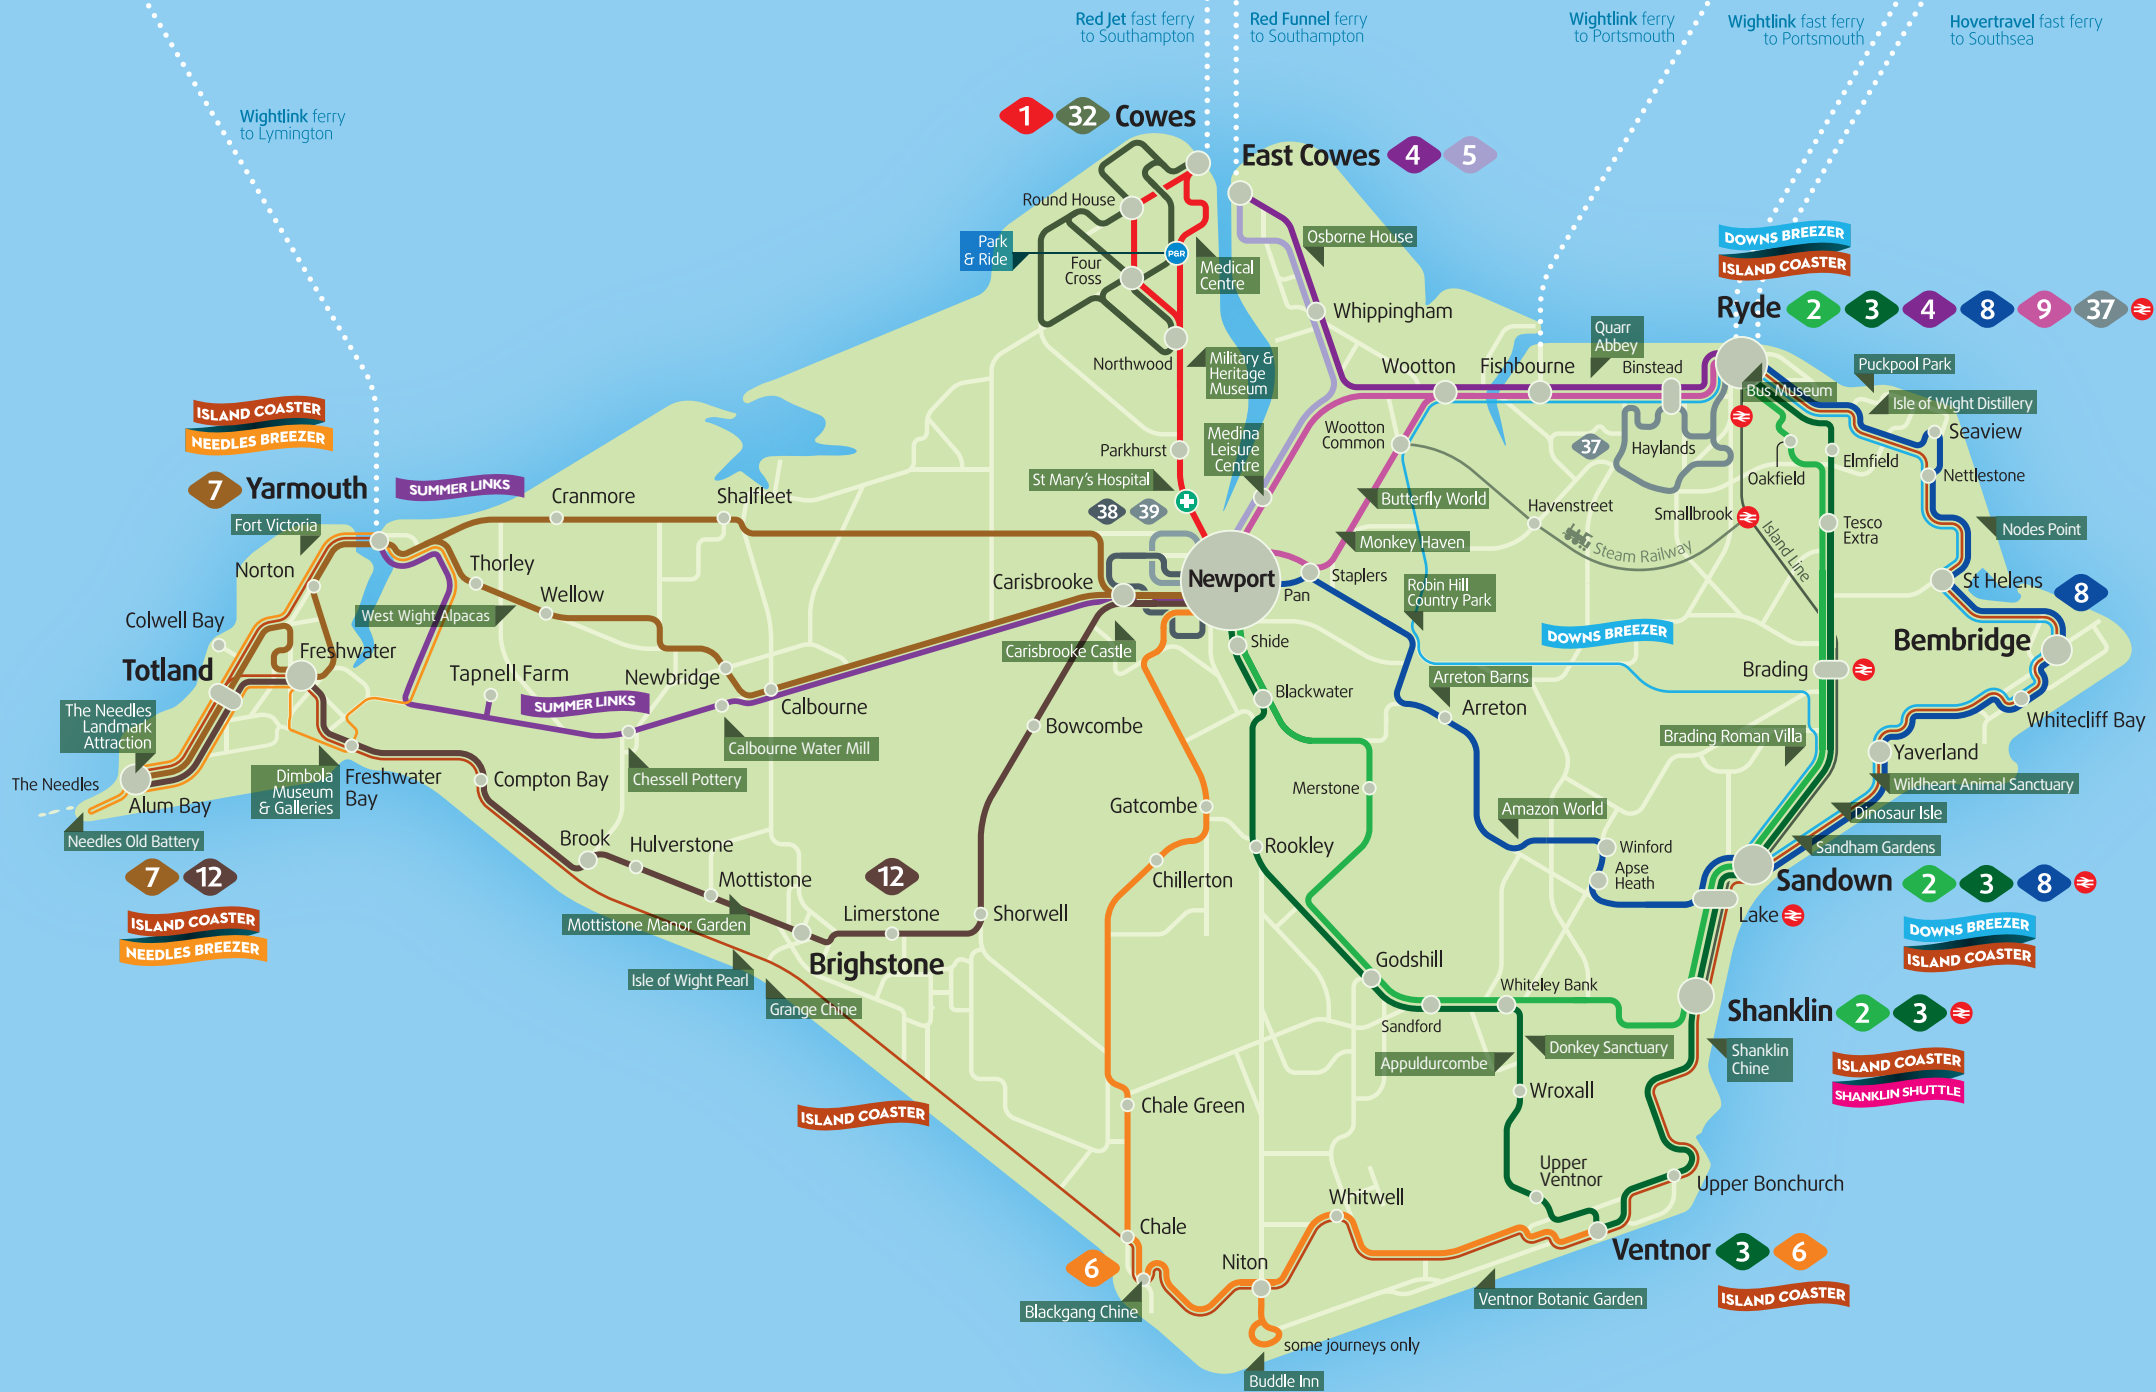 Red Jet fast ferry
to Southampton
Red Funnel ferry
to Southampton
Wightlink ferry
to Portsmouth
Wightlink fast ferry
to Portsmouth
Hovertravel fast ferry
to Southsea
Wightlink ferry
to Lymington
1
32
Cowes
East Cowes
4
5
Round House
Park
& Ride
P&R
Four
Cross
Medical
Centre
Osborne House
Whippingham
Northwood
Military &
Heritage
Museum
DOWNS BREEZER
ISLAND COASTER
Ryde
2
3
4
8
9
37
Quarr
Abbey
Wootton
Fishbourne
Binstead
Puckpool Park
Bus Museum
Isle of Wight Distillery
Seaview
ISLAND COASTER
NEEDLES BREEZER
7
Yarmouth
SUMMER LINKS
Fort Victoria
Cranmore
Shalfleet
Parkhurst
St Mary's Hospital
Medina
Leisure
Centre
38
39
Wootton
Common
37
Haylands
Oakfield
Elmfield
Nettlestone
Butterfly World
Havenstreet
Smallbrook
Tesco
Extra
Nodes Point
Monkey Haven
Steam Railway
Island Line
Norton
Thorley
Wellow
West Wight Alpacas
Carisbrooke
Newport
Staplers
Pan
Robin Hill
Country Park
St Helens
8
Bembridge
Colwell Bay
Totland
Freshwater
Tapnell Farm
SUMMER LINKS
Newbridge
Calbourne
Carisbrooke Castle
Shide
Blackwater
DOWNS BREEZER
Arreton Barns
Arreton
Brading
Whitecliff Bay
Brading Roman Villa
Yaverland
Wildheart Animal Sanctuary
The Needles
Landmark
Attraction
The Needles
Alum Bay
Needles Old Battery
Dimbola
Museum
& Galleries
Freshwater
Bay
Compton Bay
Calbourne Water Mill
Chessell Pottery
Bowcombe
Gatcombe
Merstone
Amazon World
Dinosaur Isle
Sandham Gardens
7
12
ISLAND COASTER
NEEDLES BREEZER
Brook
Hulverstone
Mottistone
Mottistone Manor Garden
12
Limerstone
Brighstone
Shorwell
Chillerton
Rookley
Winford
Apse
Heath
Sandown
2
3
8
Lake
DOWNS BREEZER
ISLAND COASTER
Isle of Wight Pearl
Grange Chine
Godshill
Sandford
Whiteley Bank
Shanklin
2
3
Appuldurcombe
Donkey Sanctuary
Shanklin
Chine
ISLAND COASTER
SHANKLIN SHUTTLE
ISLAND COASTER
Chale Green
Wroxall
Upper
Ventnor
Upper Bonchurch
Chale
Whitwell
Niton
6
Blackgang Chine
Ventnor
3
6
ISLAND COASTER
Ventnor Botanic Garden
some journeys only
Buddle Inn